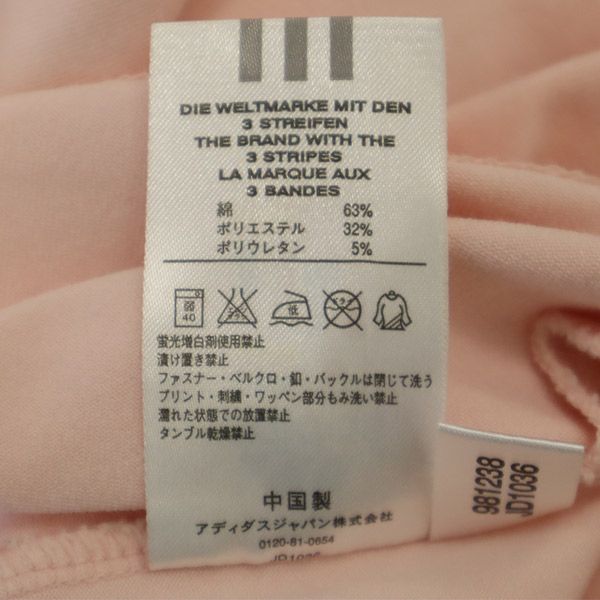 DIE WELTMARKE MIT DEN
3 STREIFEN
THE BRAND WITH THE
3 STRIPES
LA MARQUE AUX
3 BANDES
綿 63%
ポリエステル 32%
ポリウレタン 5%
弱
40
低
蛍光増白剤使用禁止
漬け置き禁止
ファスナー・ベルクロ・釦・バックルは閉じて洗う
プリント・刺繍・ワッペン部分もみ洗い禁止
濡れた状態での放置禁止
タンブル乾燥禁止
中国製
アディダスジャパン株式会社
0120-81-0654
JD1036
981238
JD1036